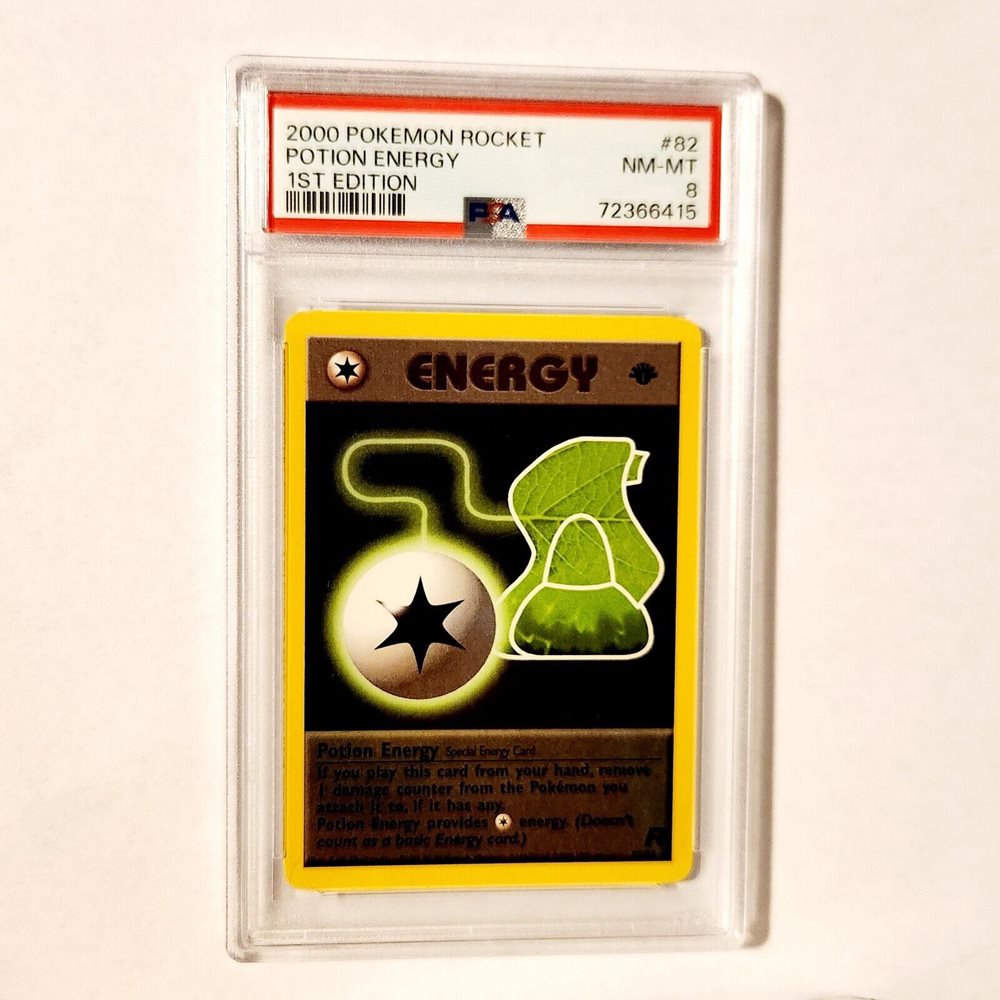 2000 POKEMON ROCKET #82
POTION ENERGY NM-MT
1ST EDITION 8
PSA 72366415
ENERGY
1
Potion Energy Special Energy Card
If you play this card from your hand, remove
1 damage counter from the Pokémon you
attach it to, if it has any.
Potion Energy provides energy. (Doesn't
count as a basic Energy card.)
R